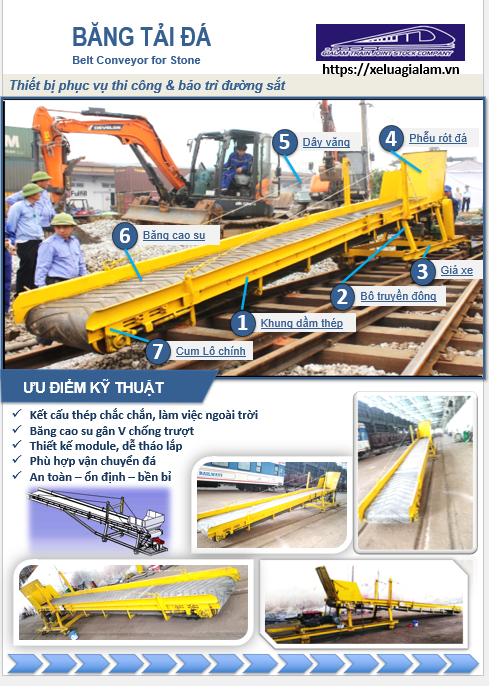 BĂNG TẢI ĐÁ
Belt Conveyor for Stone
GIALAM TRAIN JOINT STOCK COMPANY
https://xeluagialam.vn
Thiết bị phục vụ thi công & bảo trì đường sắt
DEVELON
5 Dây văng
4 Phễu rót đá
6 Băng cao su
3 Giá xe
2 Bộ truyền động
1 Khung dầm thép
7 Cụm Lô chính
ƯU ĐIỂM KỸ THUẬT
✓ Kết cấu thép chắc chắn, làm việc ngoài trời
✓ Băng cao su gân V chống trượt
✓ Thiết kế module, dễ tháo lắp
✓ Phù hợp vận chuyển đá
✓ An toàn – ổn định – bền bỉ
RAILWAYS